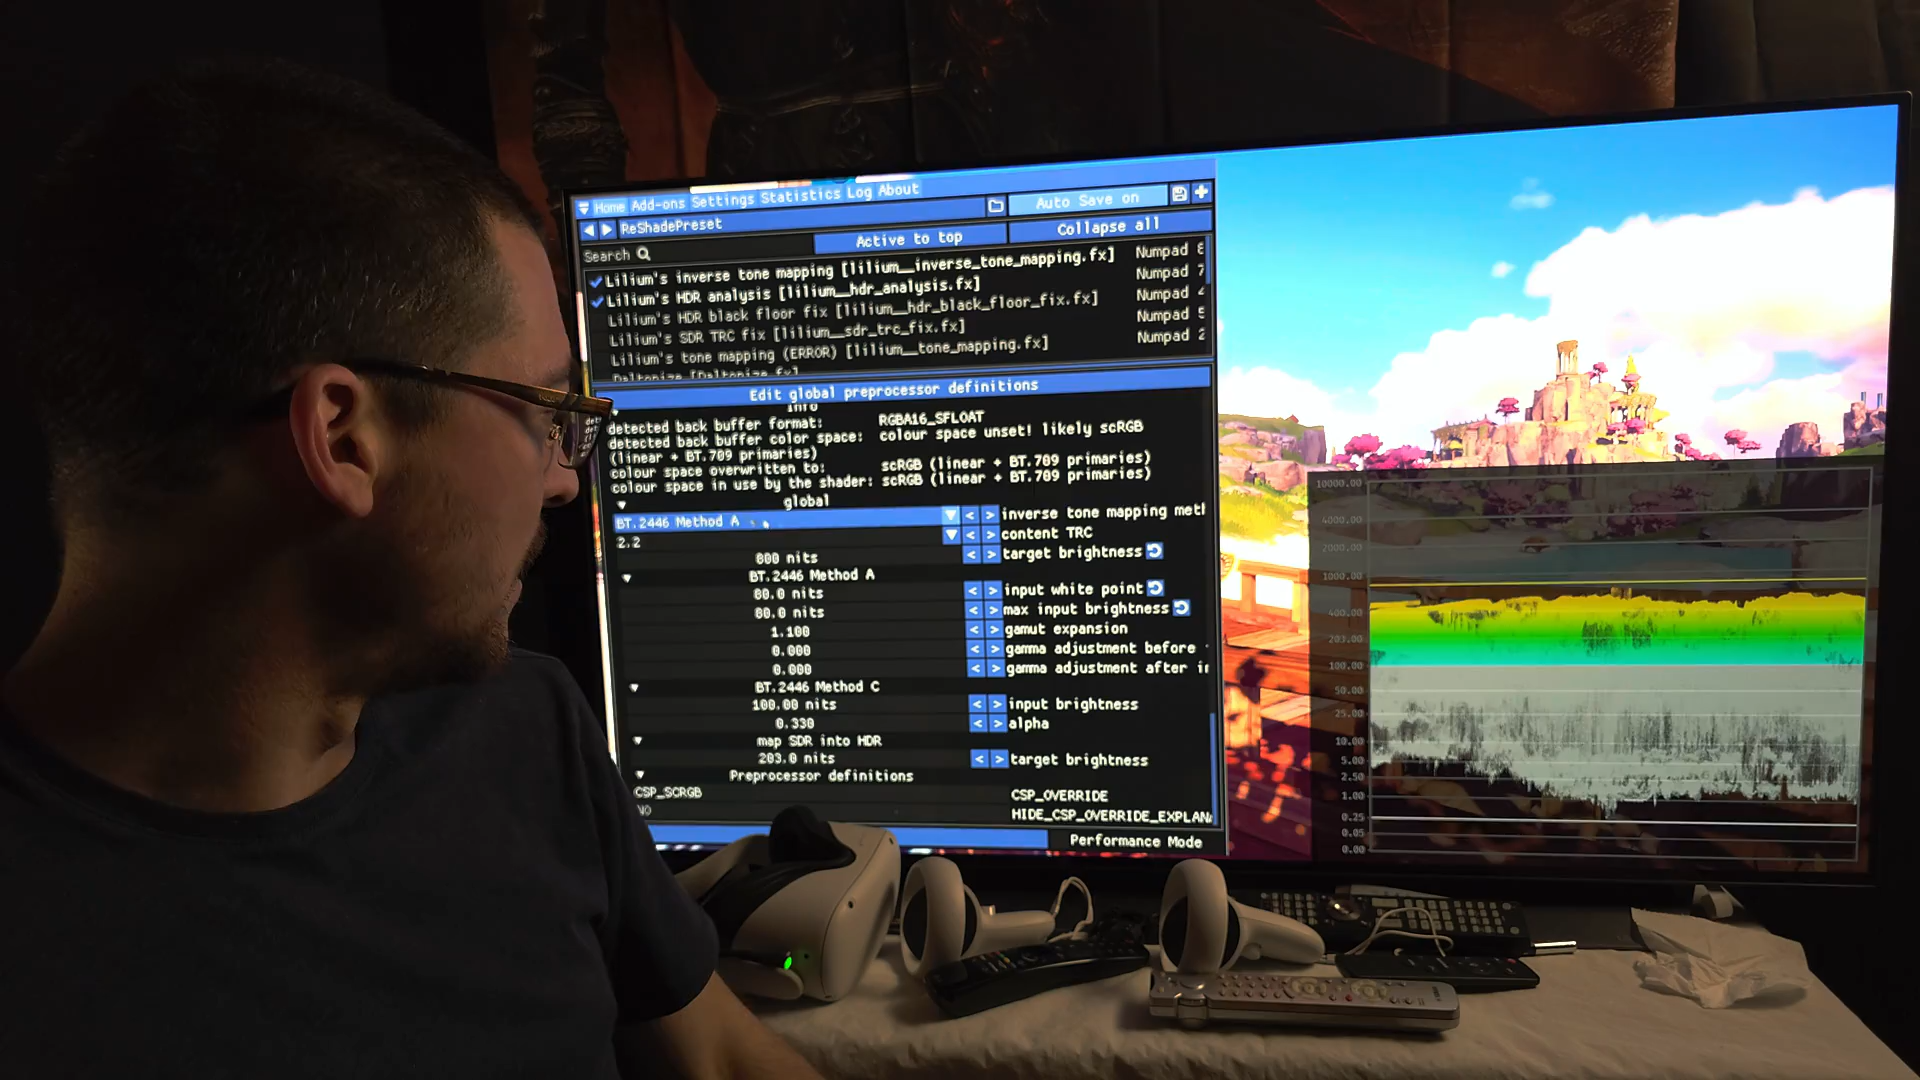 Home Add-ons Settings Statistics Log About
ReShadePreset
Auto Save on
Search
Active to top
Collapse all
Lilium's inverse tone mapping [lilium__inverse_tone_mapping.fx] Numpad
Lilium's HDR analysis [lilium__hdr_analysis.fx] Numpad 7
Lilium's HDR black floor fix [lilium__hdr_black_floor_fix.fx] Numpad
Lilium's SDR TRC fix [lilium__sdr_trc_fix.fx] Numpad
Lilium's tone mapping (ERROR) [lilium__tone_mapping.fx] Numpad 2
Daltonize [Daltonize.fx]
Edit global preprocessor definitions
info
detected back buffer format: RGBA16_SFLOAT
detected back buffer color space: colour space unset! likely scRGB
(linear + BT.709 primaries)
colour space overwritten to: scRGB (linear + BT.709 primaries)
colour space in use by the shader: scRGB (linear + BT.709 primaries)
global
BT.2446 Method A < > inverse tone mapping met
2.2 < > content TRC
800 nits < > target brightness
BT.2446 Method A
80.0 nits < > input white point
80.0 nits < > max input brightness
1.100 < > gamut expansion
0.000 < > gamma adjustment before
0.000 < > gamma adjustment after i
BT.2446 Method C
100.00 nits < > input brightness
0.330 < > alpha
map SDR into HDR
203.0 nits < > target brightness
Preprocessor definitions
CSP_SCRGB CSP_OVERRIDE
NO HIDE_CSP_OVERRIDE_EXPLAN
Performance Mode
10000.00
4000.00
2000.00
1000.00
400.00
203.00
100.00
50.00
25.00
10.00
5.00
2.50
1.00
0.25
0.05
0.00